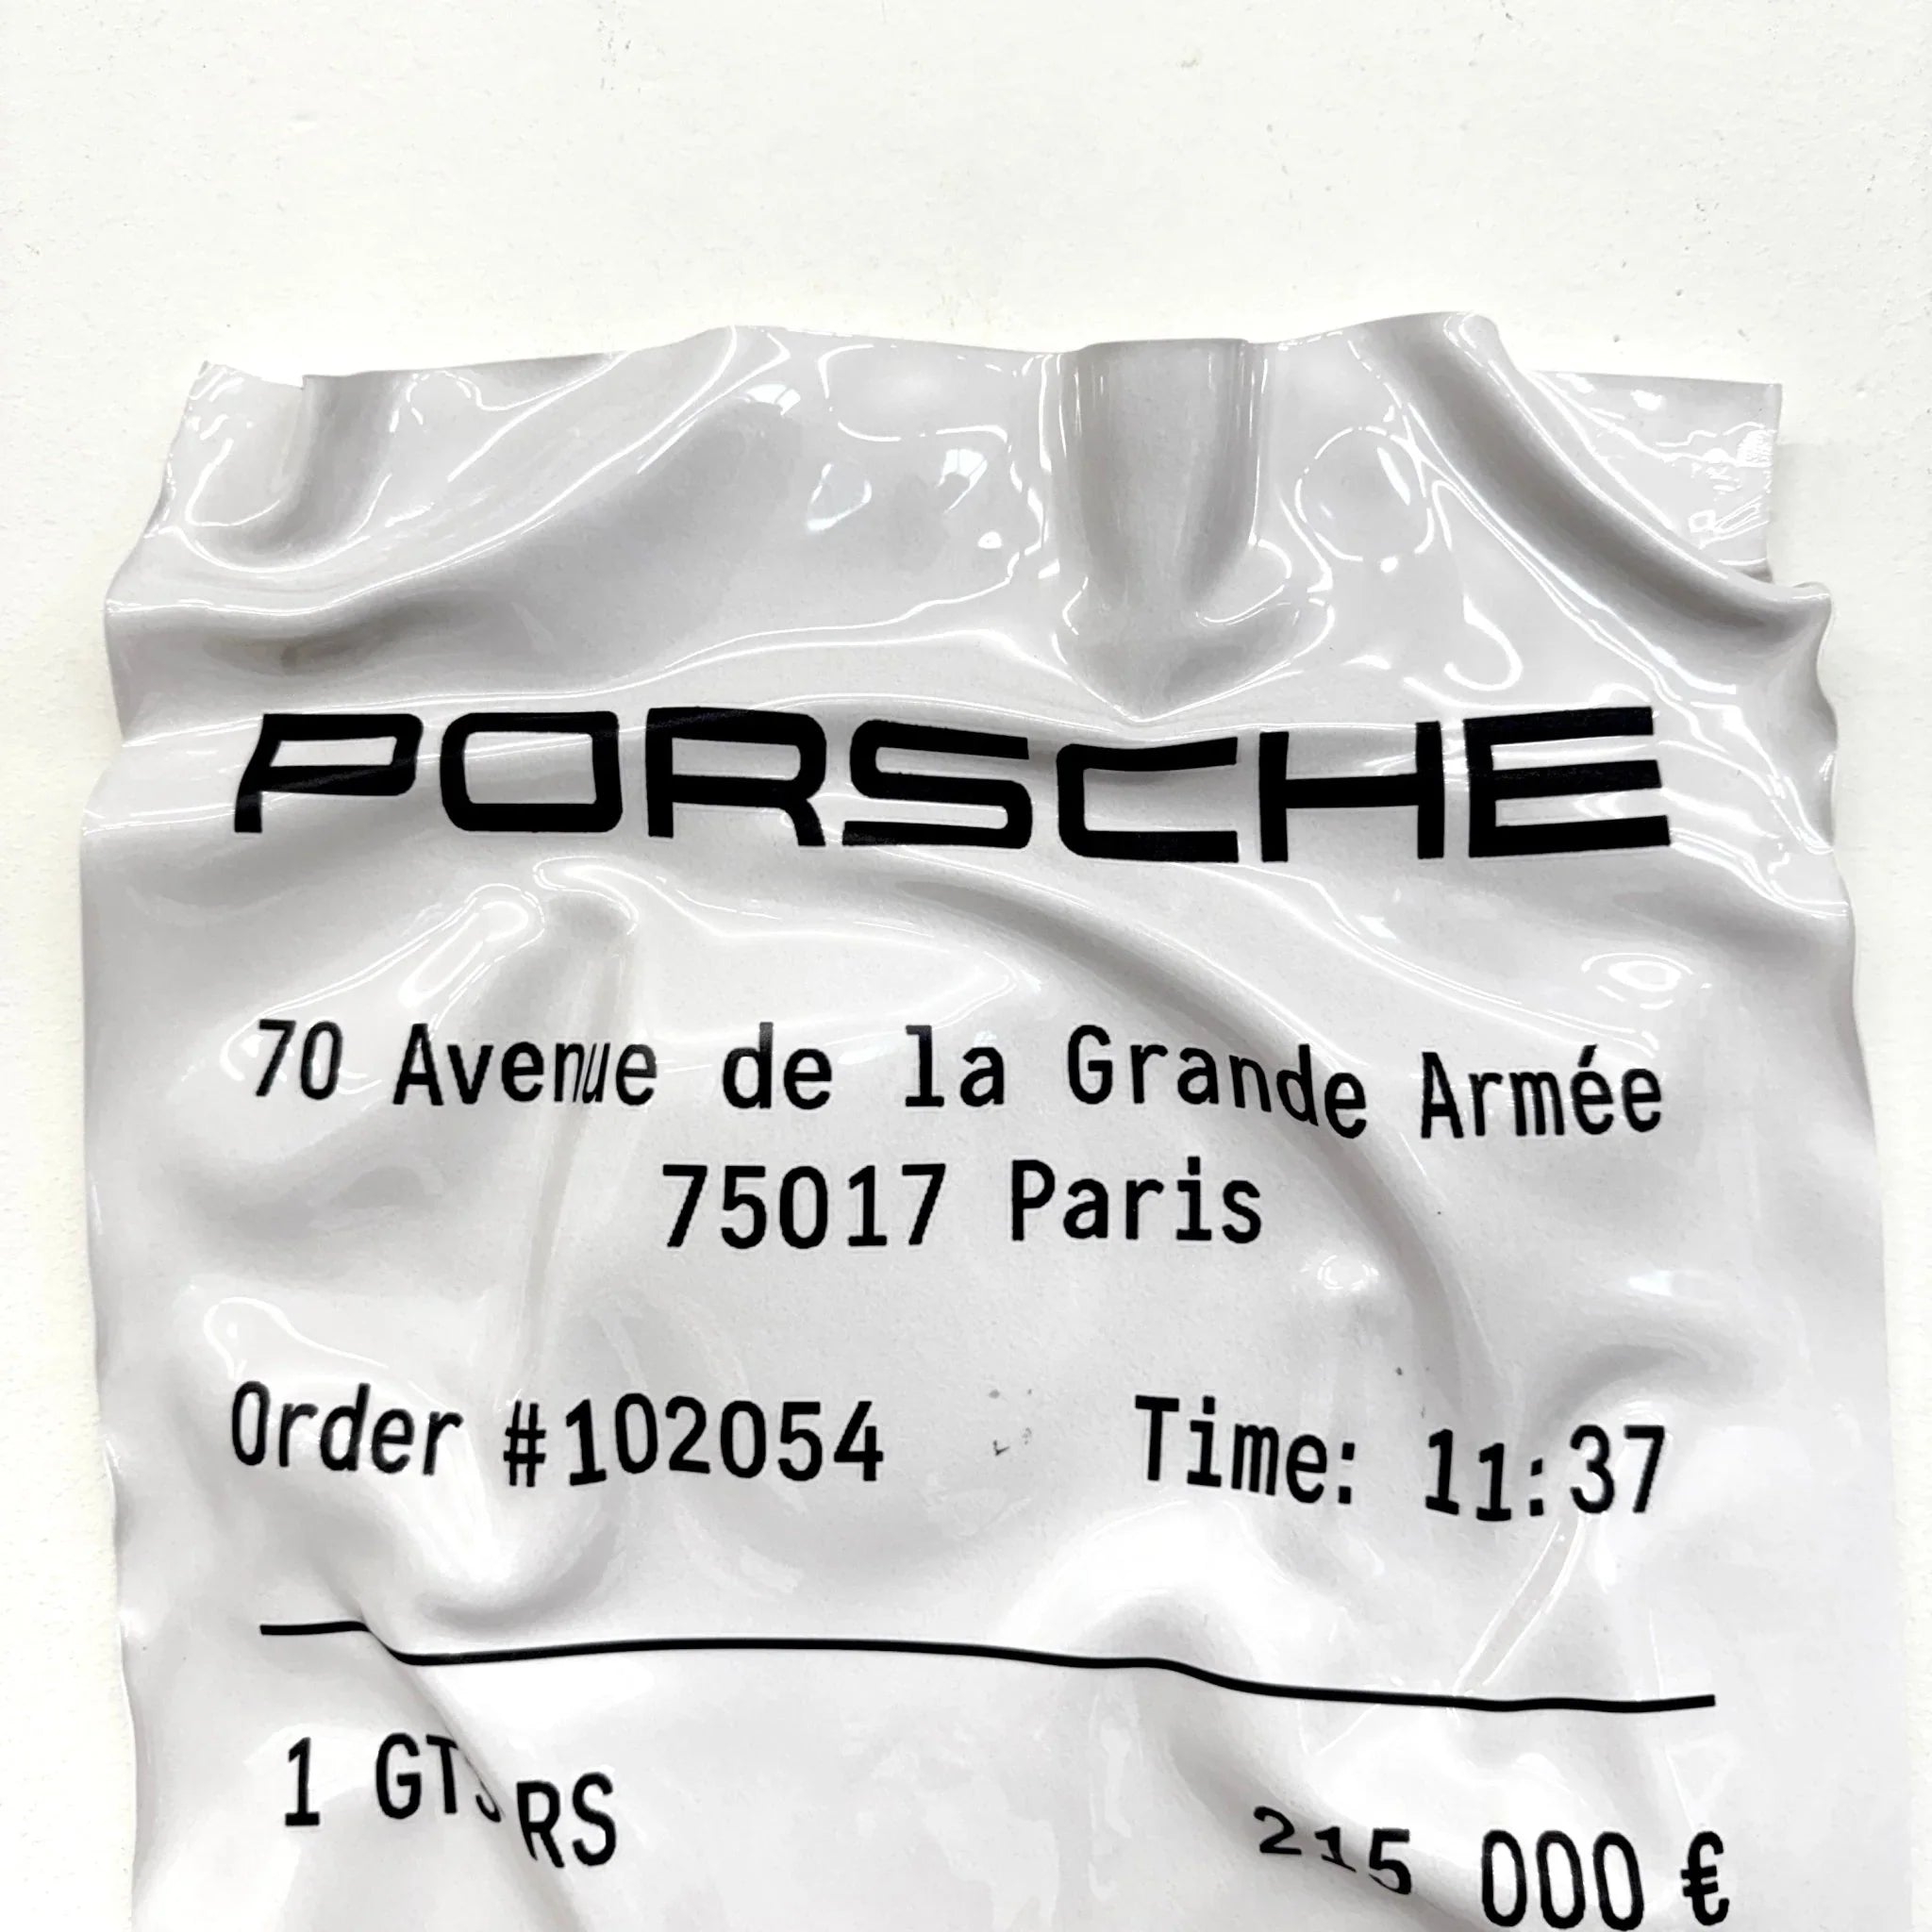 PORSCHE
70 Avenue de la Grande Armée
75017 Paris
Order #102054 Time: 11:37
1 GT3 RS 215 000 €